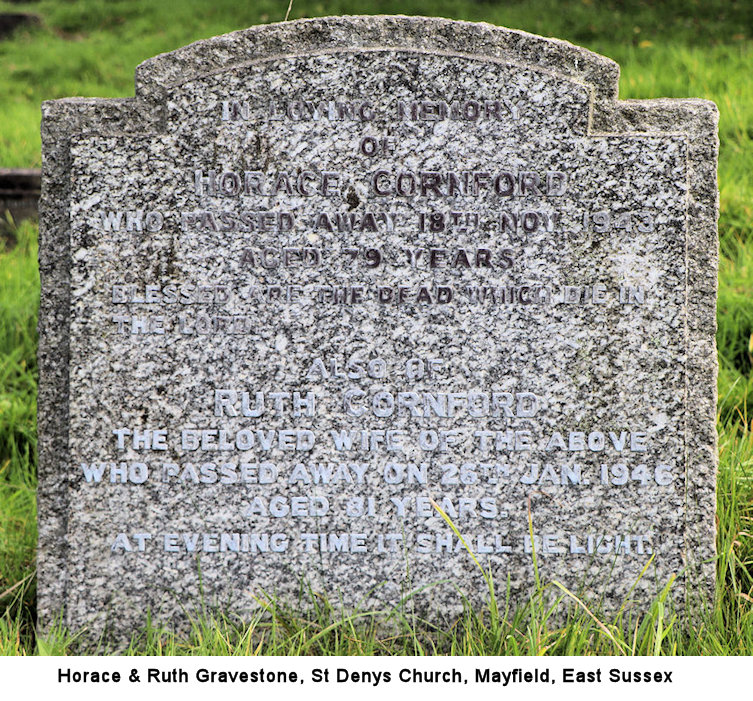 IN LOVING MEMORY
OF
HORACE CORNFORD
WHO PASSED AWAY 18TH NOV. 1943.
AGED 79 YEARS.
BLESSED ARE THE DEAD WHICH DIE IN
THE LORD.
ALSO OF
RUTH CORNFORD
THE BELOVED WIFE OF THE ABOVE
WHO PASSED AWAY ON 26TH JAN. 1946
AGED 81 YEARS.
AT EVENING TIME IT SHALL BE LIGHT.
Horace & Ruth Gravestone, St Denys Church, Mayfield, East Sussex